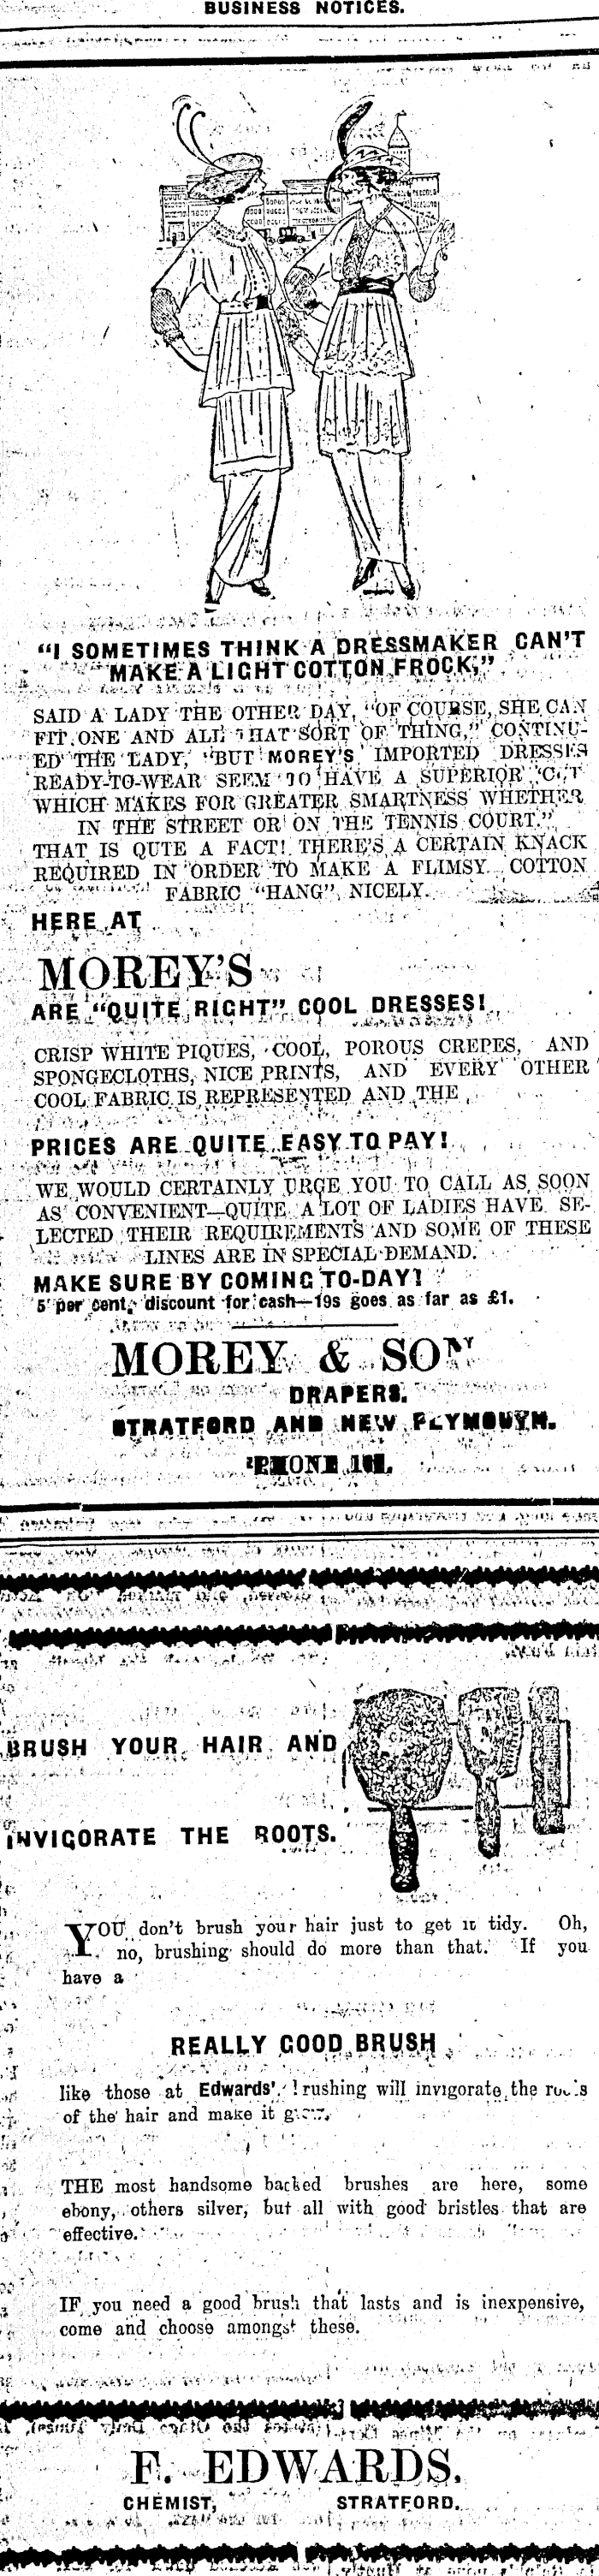 BUSINESS NOTICES.
"I SOMETIMES THINK A DRESSMAKER CAN'T
MAKE A LIGHT COTTON FROCK,"
SAID A LADY THE OTHER DAY, "OF COURSE, SHE CAN
FIT ONE AND ALL THAT SORT OF THING," CONTINU-
ED THE LADY, "BUT MOREY'S IMPORTED DRESSES
READY-TO-WEAR SEEM TO HAVE A SUPERIOR 'CUT
WHICH MAKES FOR GREATER SMARTNESS WHETHER
IN THE STREET OR ON THE TENNIS COURT."
THAT IS QUTE A FACT! THERE'S A CERTAIN KNACK
REQUIRED IN ORDER TO MAKE A FLIMSY COTTON
FABRIC "HANG" NICELY.
HERE AT
MOREY'S
ARE "QUITE RIGHT" COOL DRESSES!
CRISP WHITE PIQUES, COOL, POROUS CREPES, AND
SPONGECLOTHS, NICE PRINTS, AND EVERY OTHER
COOL FABRIC IS REPRESENTED AND THE
PRICES ARE QUITE EASY TO PAY!
WE WOULD CERTAINLY URGE YOU TO CALL AS SOON
AS CONVENIENT—QUITE A LOT OF LADIES HAVE SE-
LECTED THEIR REQUIREMENTS AND SOME OF THESE
LINES ARE IN SPECIAL DEMAND.
MAKE SURE BY COMING TO-DAY!
5 per cent. discount for cash—19s goes as far as £1.
MOREY & SON
DRAPERS.
STRATFORD AND NEW PLYMOUTH.
'PHONE
BRUSH YOUR HAIR AND
INVIGORATE THE ROOTS.
YOU don't brush your hair just to get it tidy. Oh,
no, brushing should do more than that. If you
have a
REALLY GOOD BRUSH
like those at Edwards' brushing will invigorate the roots
of the hair and make it grow.
THE most handsome backed brushes are here, some
ebony, others silver, but all with good bristles that are
effective.
IF you need a good brush that lasts and is inexpensive,
come and choose amongst these.
F. EDWARDS,
CHEMIST, STRATFORD.